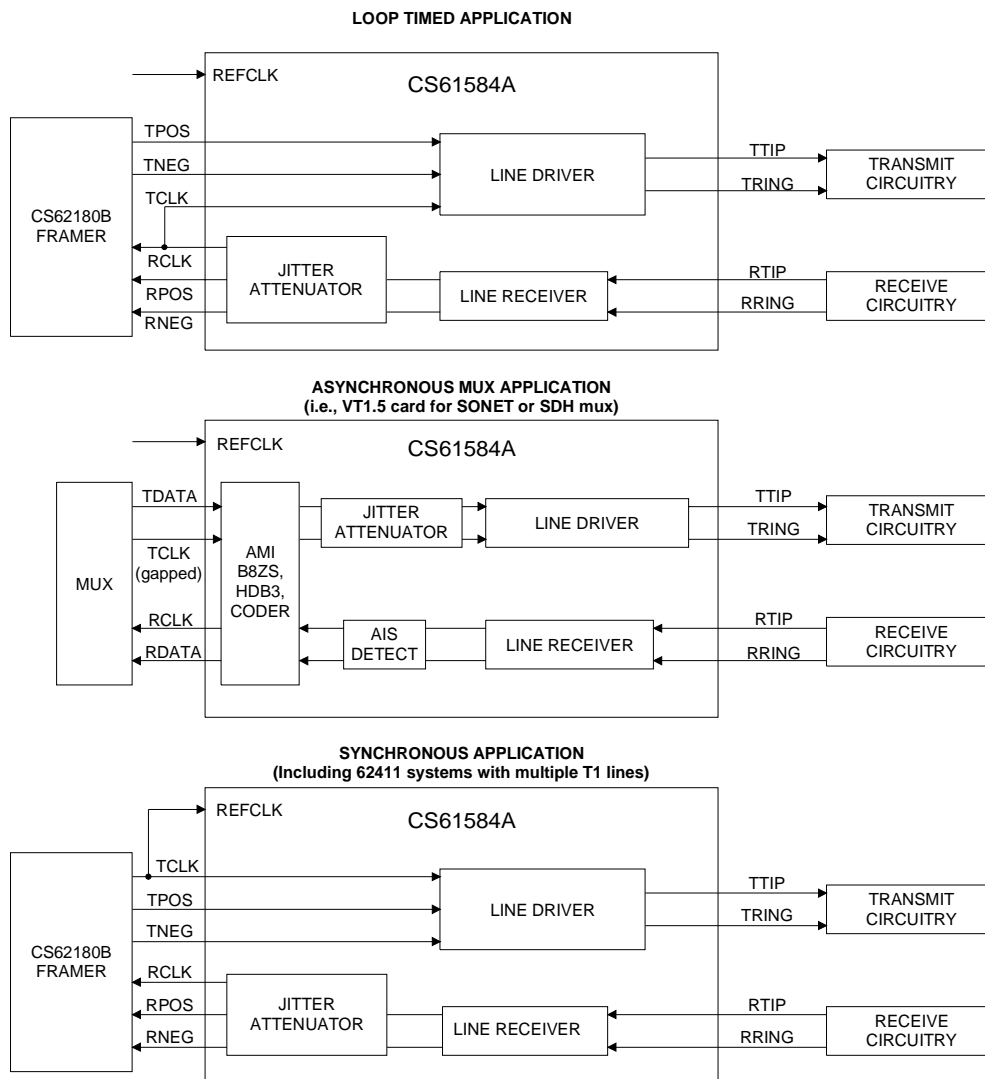 LOOP TIMED APPLICATION
REFCLK
CS61584A
TPOS
TNEG
TCLK
CS62180B
FRAMER
RCLK
RPOS
RNEG
LINE DRIVER
JITTER
ATTENUATOR
LINE RECEIVER
TTIP
TRING
TRANSMIT
CIRCUITRY
RTIP
RRING
RECEIVE
CIRCUITRY
ASYNCHRONOUS MUX APPLICATION
(i.e., VT1.5 card for SONET or SDH mux)
REFCLK
CS61584A
MUX
TDATA
TCLK
(gapped)
RCLK
RDATA
AMI
B8ZS,
HDB3,
CODER
JITTER
ATTENUATOR
LINE DRIVER
AIS
DETECT
LINE RECEIVER
TTIP
TRING
TRANSMIT
CIRCUITRY
RTIP
RRING
RECEIVE
CIRCUITRY
SYNCHRONOUS APPLICATION
(Including 62411 systems with multiple T1 lines)
REFCLK
CS61584A
TCLK
TPOS
TNEG
CS62180B
FRAMER
RCLK
RPOS
RNEG
LINE DRIVER
JITTER
ATTENUATOR
LINE RECEIVER
TTIP
TRING
TRANSMIT
CIRCUITRY
RTIP
RRING
RECEIVE
CIRCUITRY